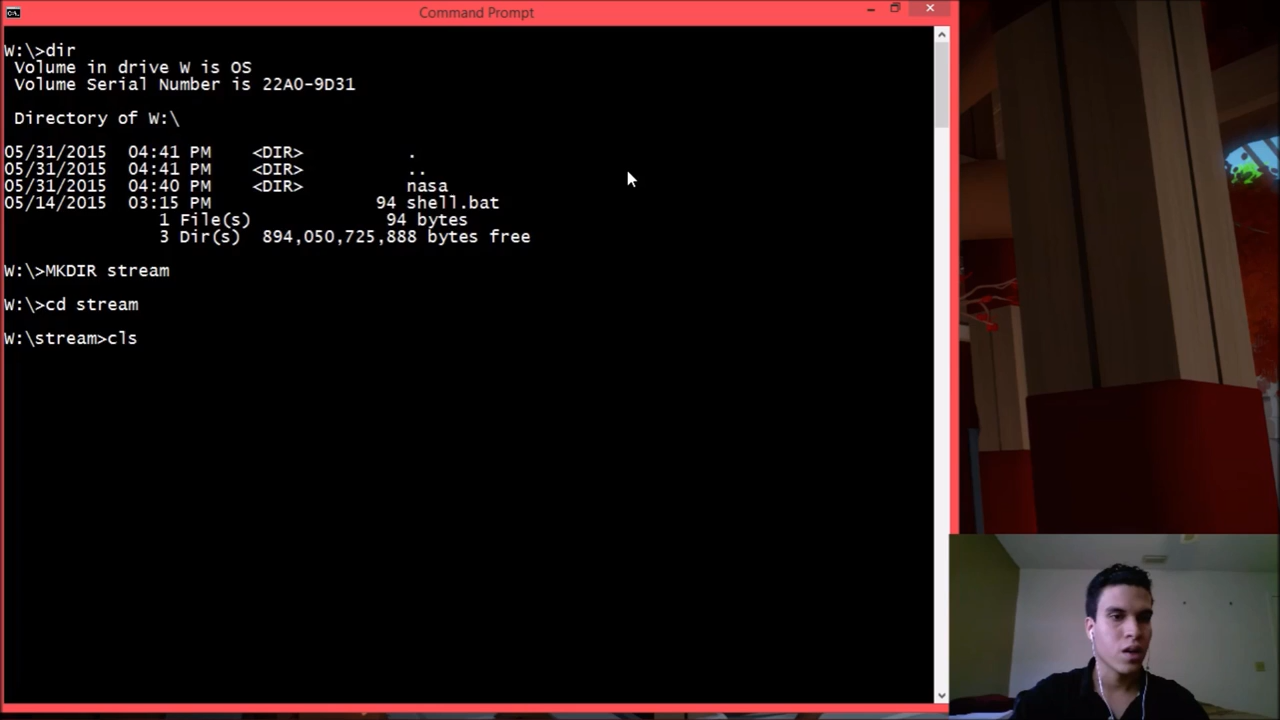 Command Prompt
W:\>dir
Volume in drive W is OS
Volume Serial Number is 22A0-9D31
Directory of W:\
05/31/2015 04:41 PM <DIR> .
05/31/2015 04:41 PM <DIR> ..
05/31/2015 04:40 PM <DIR> nasa
05/14/2015 03:15 PM 94 shell.bat
1 File(s) 94 bytes
3 Dir(s) 894,050,725,888 bytes free
W:\>MKDIR stream
W:\>cd stream
W:\stream>cls